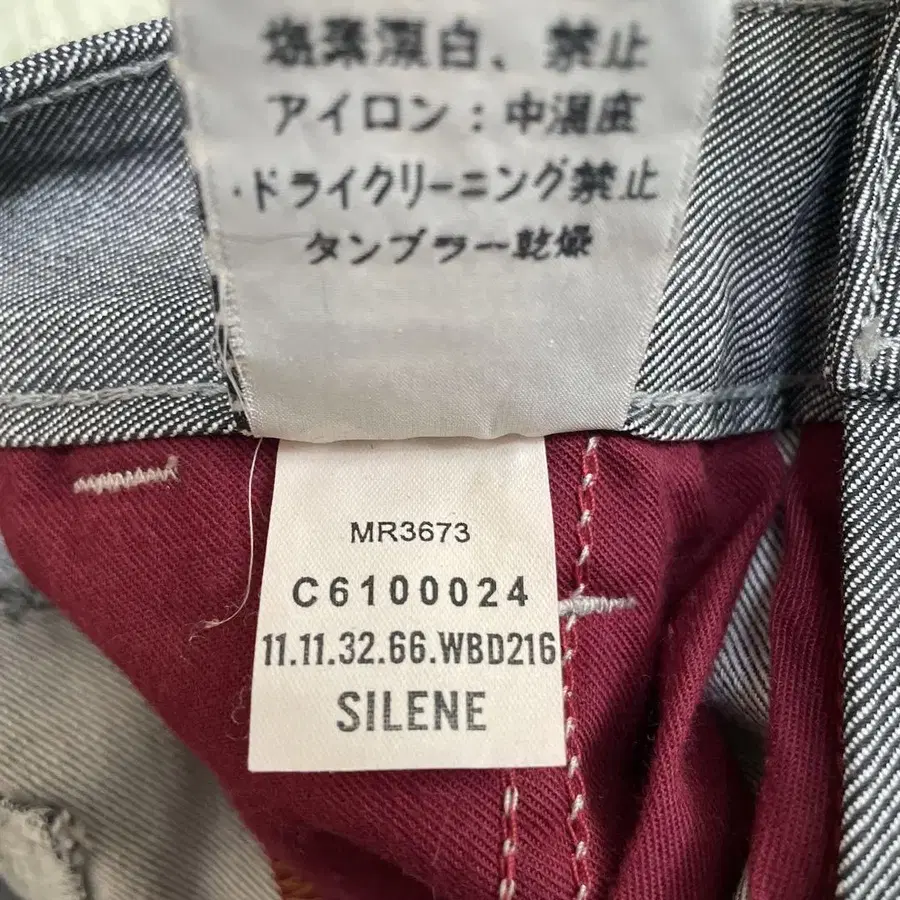 塩素漂白、禁止
アイロン：中温度
・ドライクリーニング禁止
タンブラー乾燥
MR3673
C6100024
11.11.32.66.WBD216
SILENE